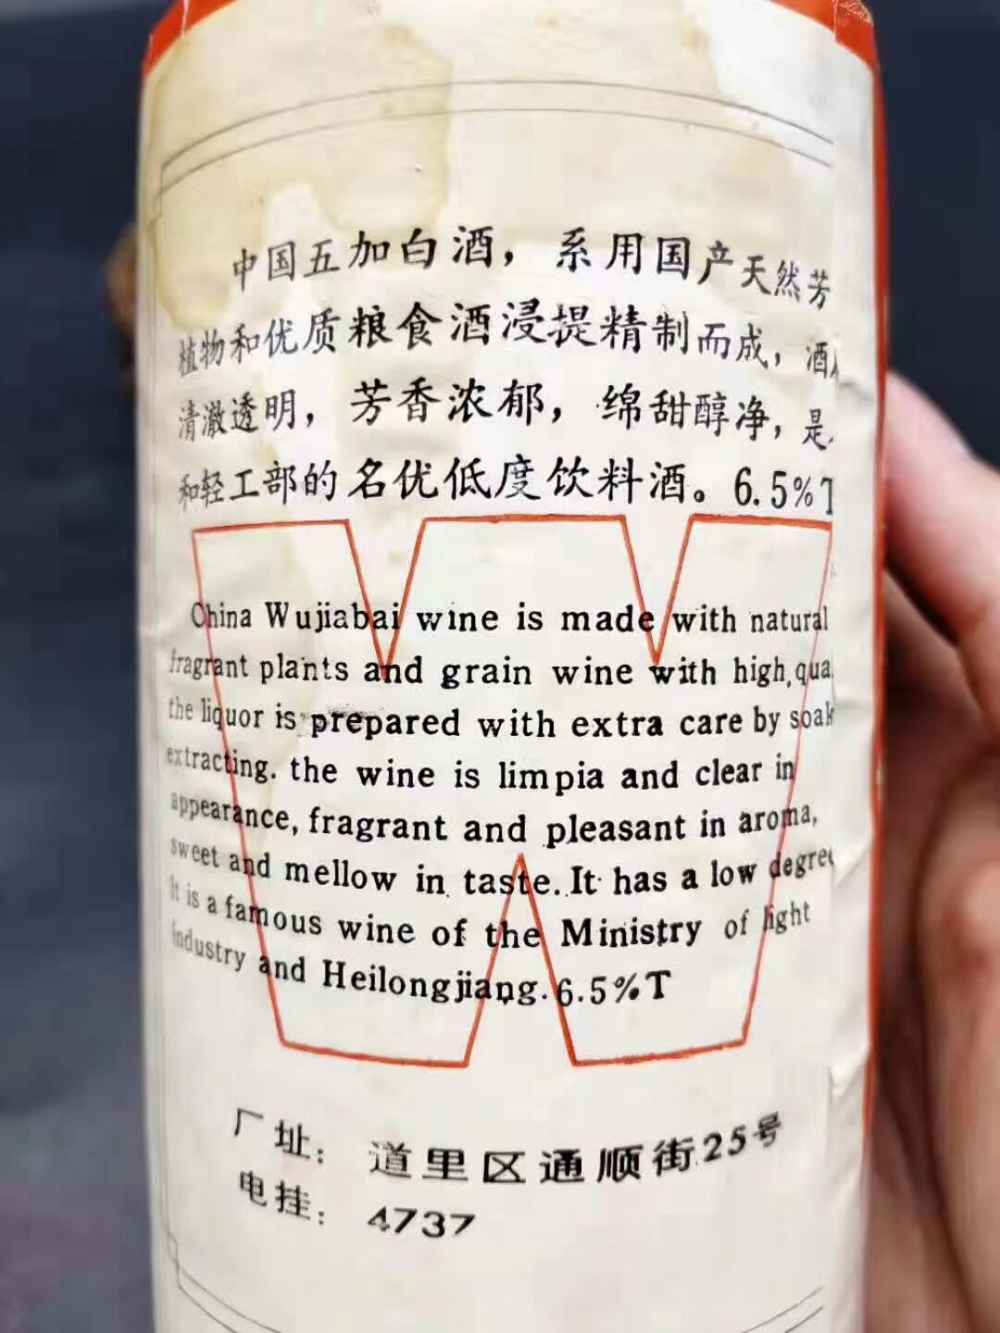 中国五加白酒，系用国产天然芳
植物和优质粮食酒浸提精制而成，酒
清澈透明，芳香浓郁，绵甜醇净，是
和轻工部的名优低度饮料酒。6.5%T
China Wujiabai wine is made with natural
fragrant plants and grain wine with high,qua
the liquor is prepared with extra care by soak
extracting. the wine is limpia and clear in
appearance, fragrant and pleasant in aroma,
sweet and mellow in taste. It has a low degree
It is a famous wine of the Ministry of light
industry and Heilongjiang. 6.5%T
厂址：道里区通顺街25号
电挂：4737